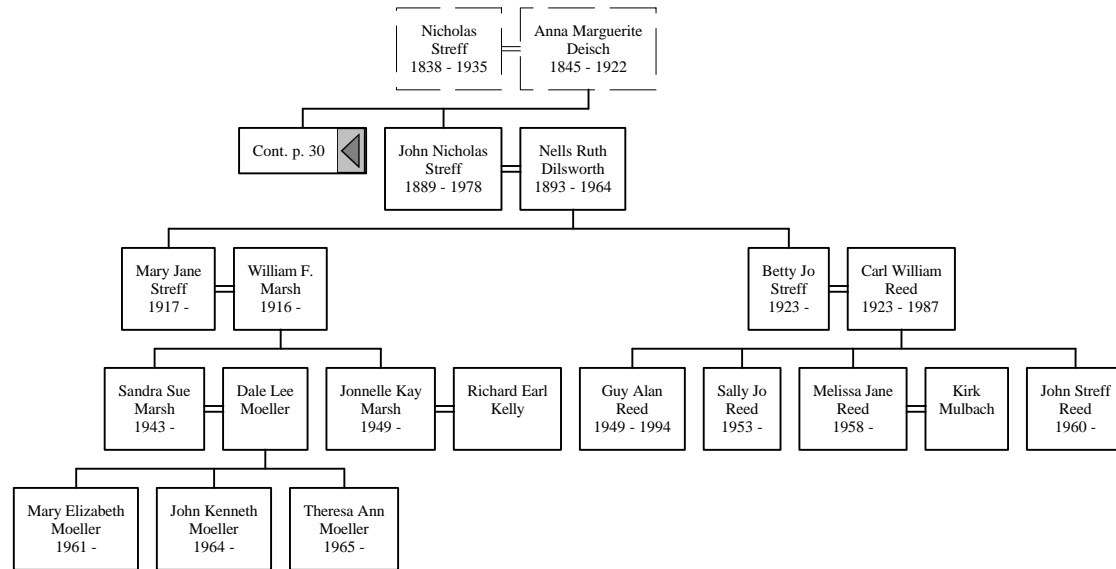 Nicholas
Streff
1838 - 1935
Anna Marguerite
Deisch
1845 - 1922
Cont. p. 30
John Nicholas
Streff
1889 - 1978
Nells Ruth
Dilsworth
1893 - 1964
Mary Jane
Streff
1917 -
William F.
Marsh
1916 -
Betty Jo
Streff
1923 -
Carl William
Reed
1923 - 1987
Sandra Sue
Marsh
1943 -
Dale Lee
Moeller
Jonnelle Kay
Marsh
1949 -
Richard Earl
Kelly
Guy Alan
Reed
1949 - 1994
Sally Jo
Reed
1953 -
Melissa Jane
Reed
1958 -
Kirk
Mulbach
John Streff
Reed
1960 -
Mary Elizabeth
Moeller
1961 -
John Kenneth
Moeller
1964 -
Theresa Ann
Moeller
1965 -